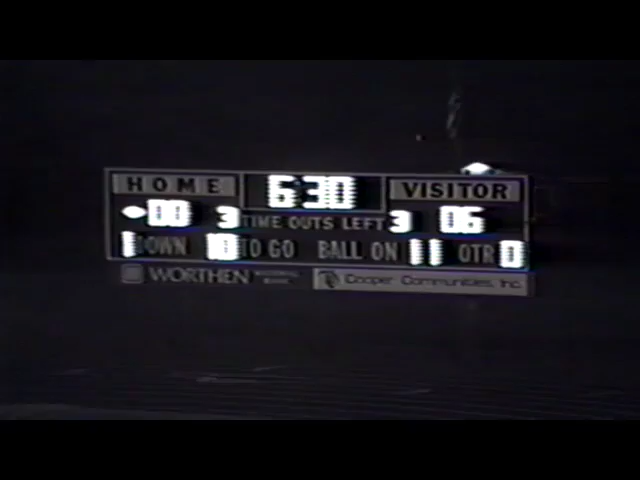 HOME 6:30 VISITOR
00 3 TIME OUTS LEFT 3 06
1 DOWN 10 TO GO BALL ON 11 QTR 0
WORTHEN Cooper Communities, Inc.